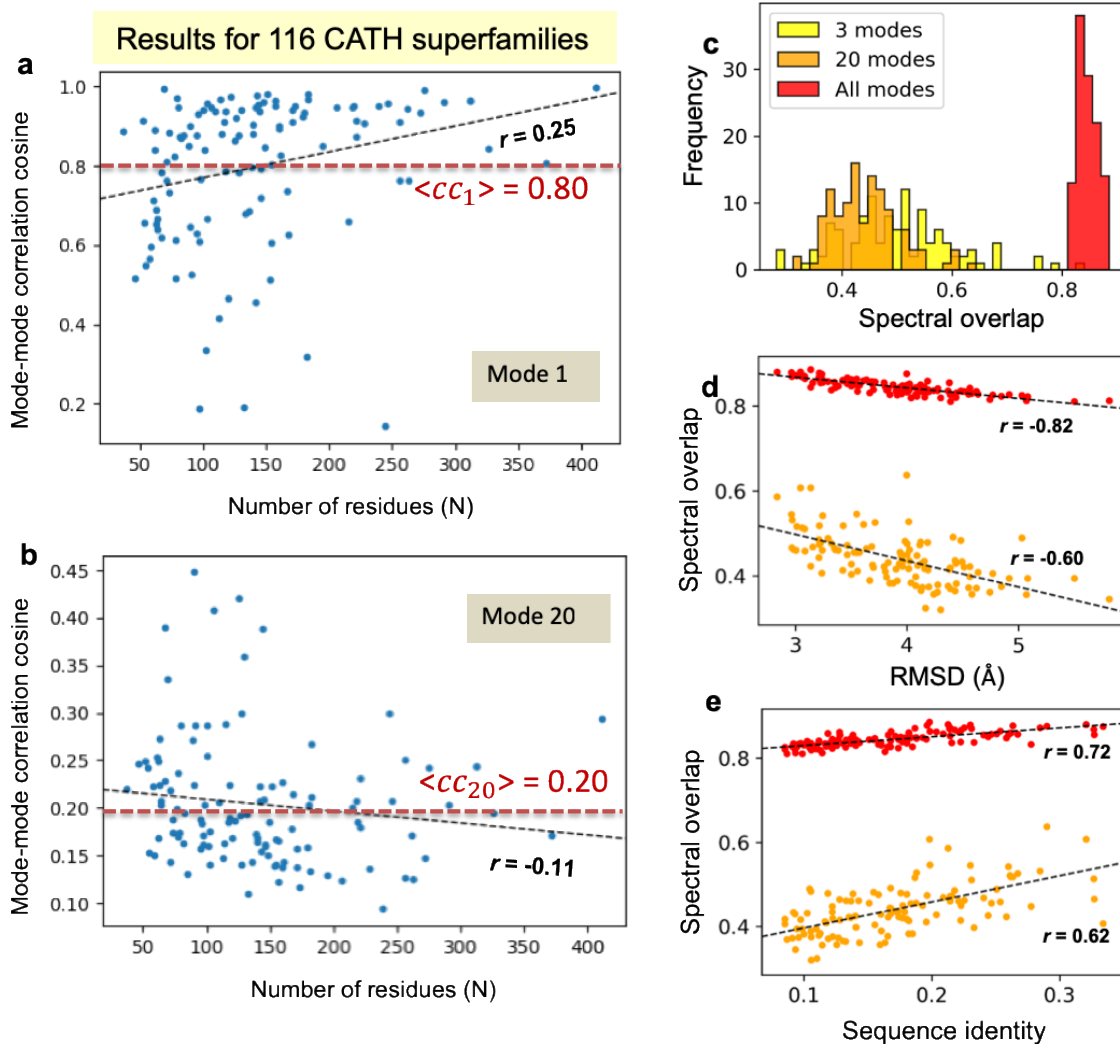 Results for 116 CATH superfamilies
a
Mode-mode correlation cosine
1.0
0.8
0.6
0.4
0.2
r = 0.25
<cc₁> = 0.80
Mode 1
50 100 150 200 250 300 350 400
Number of residues (N)
b
Mode-mode correlation cosine
0.45
0.40
0.35
0.30
0.25
0.20
0.15
0.10
Mode 20
<cc₂₀> = 0.20
r = -0.11
50 100 150 200 250 300 350 400
Number of residues (N)
c
Frequency
30
20
10
0
3 modes
20 modes
All modes
0.4 0.6 0.8
Spectral overlap
d
Spectral overlap
0.8
0.6
0.4
r = -0.82
r = -0.60
3 4 5
RMSD (Å)
e
Spectral overlap
0.8
0.6
0.4
r = 0.72
r = 0.62
0.1 0.2 0.3
Sequence identity